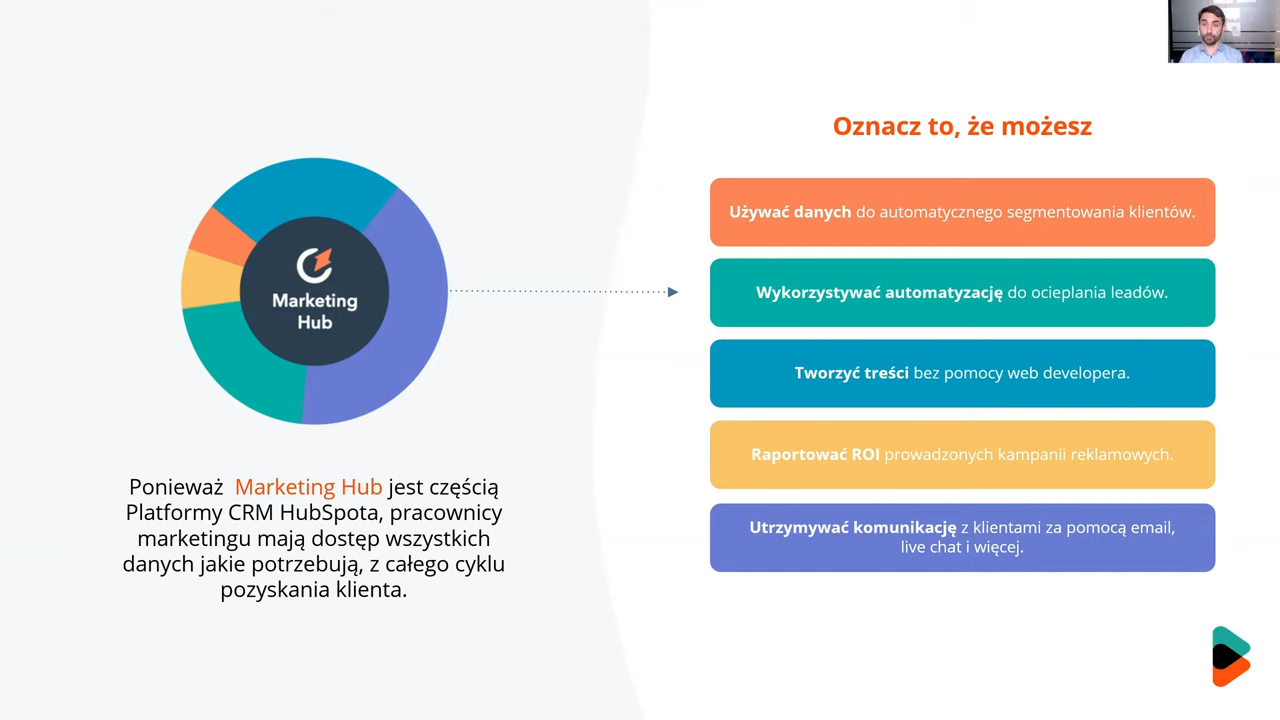 Marketing
Hub
Ponieważ Marketing Hub jest częścią
Platformy CRM HubSpota, pracownicy
marketingu mają dostęp wszystkich
danych jakie potrzebują, z całego cyklu
pozyskania klienta.
Oznacz to, że możesz
Używać danych do automatycznego segmentowania klientów.
Wykorzystywać automatyzację do ocieplania leadów.
Tworzyć treści bez pomocy web developera.
Raportować ROI prowadzonych kampanii reklamowych.
Utrzymywać komunikację z klientami za pomocą email,
live chat i więcej.